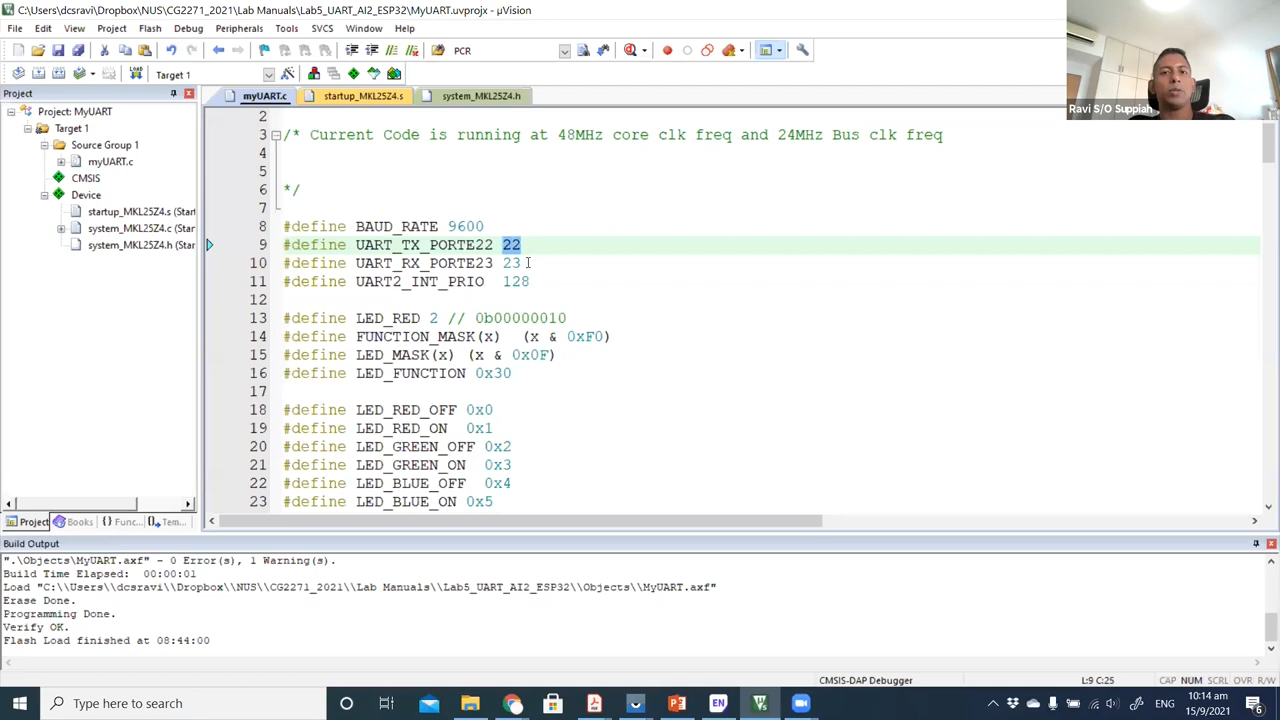 C:\Users\dcsravi\Dropbox\NUS\CG2271_2021\Lab Manuals\Lab5_UART_AI2_ESP32\MyUART.uvprojx - µVision
File Edit View Project Flash Debug Peripherals Tools SVCS Window Help
PCR
Target 1
Project
Project: MyUART
Target 1
Source Group 1
myUART.c
CMSIS
Device
startup_MKL25Z4.s (Start
system_MKL25Z4.c (Star
system_MKL25Z4.h (Star
Project Books Func... Tem...
myUART.c startup_MKL25Z4.s system_MKL25Z4.h
2
3 /* Current Code is running at 48MHz core clk freq and 24MHz Bus clk freq
4
5
6 */
7
8 #define BAUD_RATE 9600
9 #define UART_TX_PORTE22 22
10 #define UART_RX_PORTE23 23
11 #define UART2_INT_PRIO 128
12
13 #define LED_RED 2 // 0b00000010
14 #define FUNCTION_MASK(x) (x & 0xF0)
15 #define LED_MASK(x) (x & 0x0F)
16 #define LED_FUNCTION 0x30
17
18 #define LED_RED_OFF 0x0
19 #define LED_RED_ON 0x1
20 #define LED_GREEN_OFF 0x2
21 #define LED_GREEN_ON 0x3
22 #define LED_BLUE_OFF 0x4
23 #define LED_BLUE_ON 0x5
Ravi S/O Suppiah
Build Output
".\Objects\MyUART.axf" - 0 Error(s), 1 Warning(s).
Build Time Elapsed: 00:00:01
Load "C:\\Users\\dcsravi\\Dropbox\\NUS\\CG2271_2021\\Lab Manuals\\Lab5_UART_AI2_ESP32\\Objects\\MyUART.axf"
Erase Done.
Programming Done.
Verify OK.
Flash Load finished at 08:44:00
CMSIS-DAP Debugger L:9 C:25 CAP NUM SCRL OVR R/W
Type here to search
EN
10:14 am
15/9/2021
6